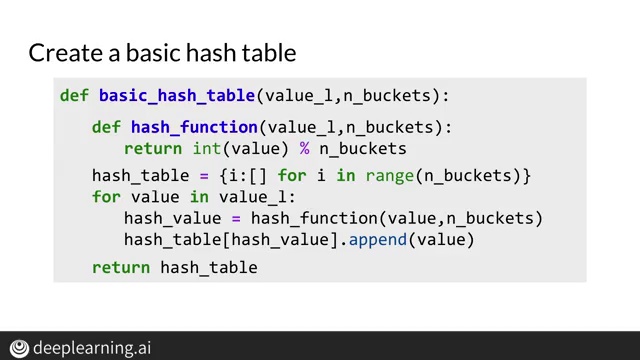 Create a basic hash table
def basic_hash_table(value_l,n_buckets):
def hash_function(value_l,n_buckets):
return int(value) % n_buckets
hash_table = {i:[] for i in range(n_buckets)}
for value in value_l:
hash_value = hash_function(value,n_buckets)
hash_table[hash_value].append(value)
return hash_table
deeplearning.ai